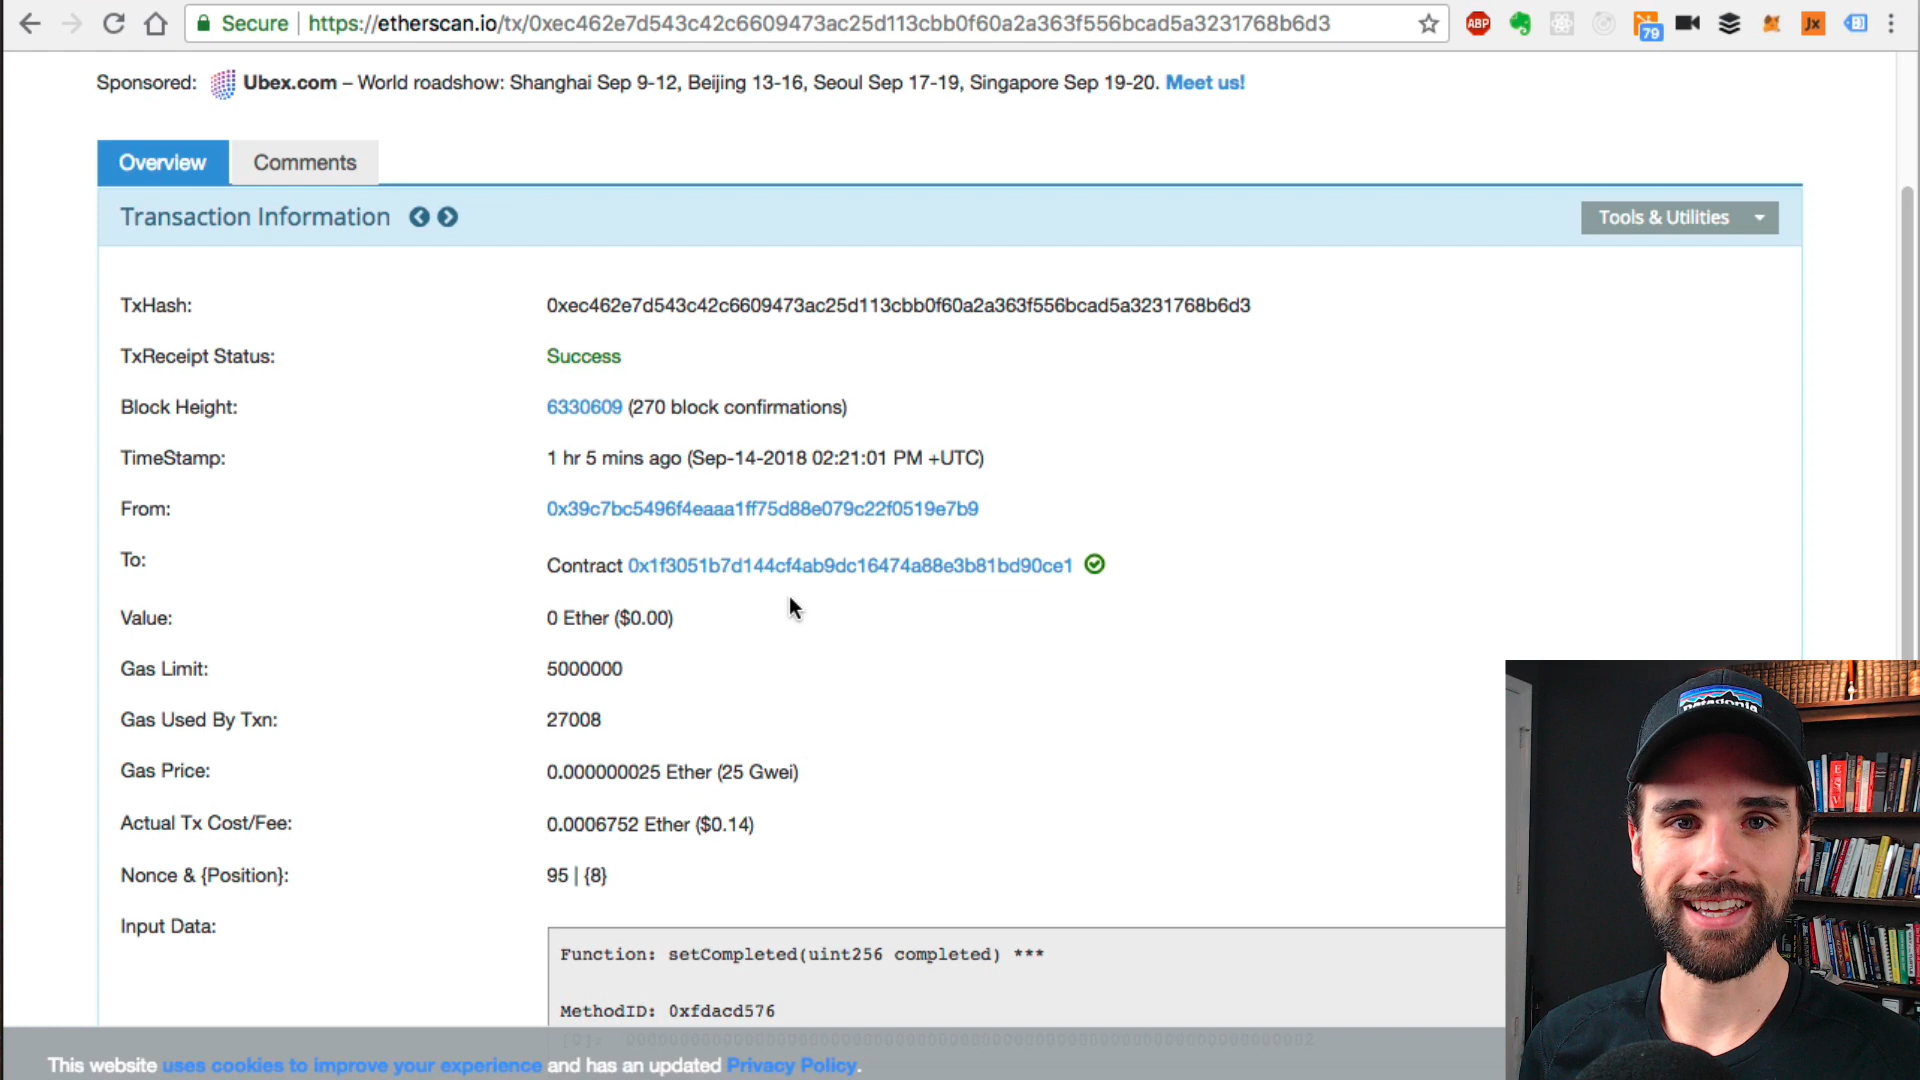 Secure | https://etherscan.io/tx/0xec462e7d543c42c6609473ac25d113cbb0f60a2a363f556bcad5a3231768b6d3
ABP
79
Jx
Sponsored: Ubex.com – World roadshow: Shanghai Sep 9-12, Beijing 13-16, Seoul Sep 17-19, Singapore Sep 19-20. Meet us!
Overview Comments
Transaction Information
Tools & Utilities
TxHash: 0xec462e7d543c42c6609473ac25d113cbb0f60a2a363f556bcad5a3231768b6d3
TxReceipt Status: Success
Block Height: 6330609 (270 block confirmations)
TimeStamp: 1 hr 5 mins ago (Sep-14-2018 02:21:01 PM +UTC)
From: 0x39c7bc5496f4eaaa1ff75d88e079c22f0519e7b9
To: Contract 0x1f3051b7d144cf4ab9dc16474a88e3b81bd90ce1
Value: 0 Ether ($0.00)
Gas Limit: 5000000
Gas Used By Txn: 27008
Gas Price: 0.000000025 Ether (25 Gwei)
Actual Tx Cost/Fee: 0.0006752 Ether ($0.14)
Nonce & {Position}: 95 | {8}
Input Data:
Function: setCompleted(uint256 completed) ***
MethodID: 0xfdacd576
This website uses cookies to improve your experience and has an updated Privacy Policy.
patagonia
ESV